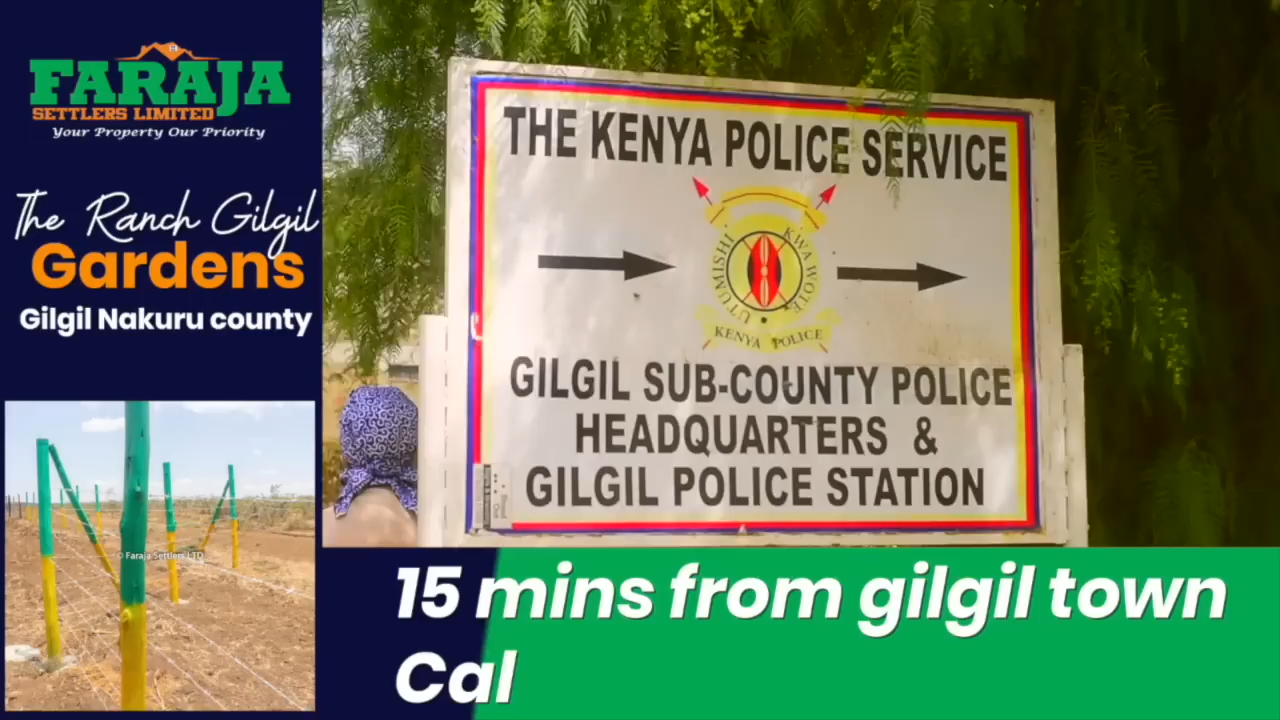 FARAJA
SETTLERS LIMITED
Your Property Our Priority
The Ranch Gilgil
Gardens
Gilgil Nakuru county
© Faraja Settlers LTD
THE KENYA POLICE SERVICE
UTUMISHI KWA WOTE
KENYA POLICE
GILGIL SUB-COUNTY POLICE
HEADQUARTERS &
GILGIL POLICE STATION
15 mins from gilgil town
Cal